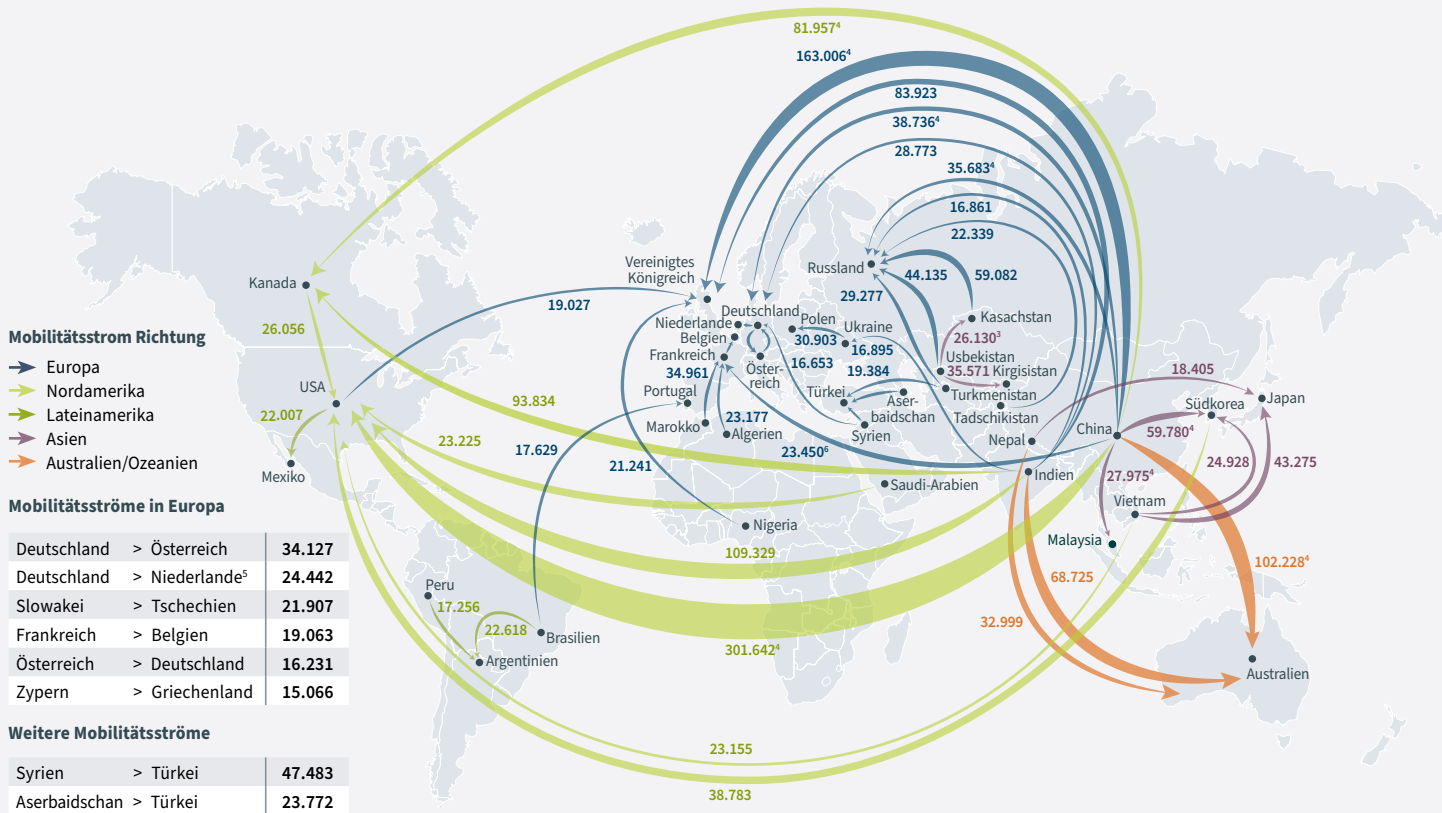 81.957⁴
163.006⁴
83.923
38.736⁴
28.773
35.683⁴
16.861
22.339
Vereinigtes
Königreich
Russland
44.135
59.082
Kanada
19.027
29.277
Deutschland
Polen
Kasachstan
Niederlande
Ukraine
26.056
Belgien
30.903
26.130³
Mobilitätsstrom Richtung
Frankreich
16.895
Usbekistan
Europa
34.961
Öster-
reich
16.653
19.384
35.571
Kirgisistan
18.405
Nordamerika
USA
Portugal
Türkei
Aser-
baidschan
Turkmenistan
Japan
Lateinamerika
22.007
93.834
23.177
Tadschikistan
Südkorea
Asien
23.225
Marokko
Algerien
Syrien
Nepal
China
59.780⁴
Australien/Ozeanien
17.629
21.241
23.450⁶
24.928
43.275
Mexiko
Saudi-Arabien
Indien
27.975⁴
Mobilitätsströme in Europa
Nigeria
Vietnam
Deutschland > Österreich 34.127
109.329
Malaysia
Deutschland > Niederlande⁵ 24.442
68.725
102.228⁴
Peru
Slowakei > Tschechien 21.907
17.256
32.999
Frankreich > Belgien 19.063
22.618
Brasilien
301.642⁴
Österreich > Deutschland 16.231
Argentinien
Australien
Zypern > Griechenland 15.066
Weitere Mobilitätsströme
23.155
Syrien > Türkei 47.483
38.783
Aserbaidschan > Türkei 23.772